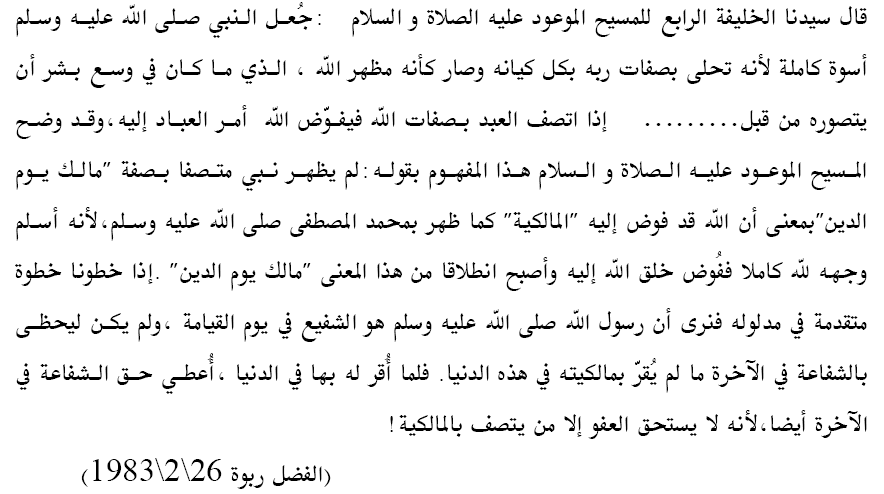 قال سيدنا الخليفة الرابع للمسيح الموعود عليه الصلاة و السلام :جُعل النبي صلى الله عليه وسلم
أسوة كاملة لأنه تحلى بصفات ربه بكل كيانه وصار كأنه مظهر الله ، الذي ما كان في وسع بشر أن
يتصوره من قبل......... إذا اتصف العبد بصفات الله فيفوّض الله أمر العباد إليه،وقد وضح
المسيح الموعود عليه الصلاة و السلام هذا المفهوم بقوله:لم يظهر نبي متصفا بصفة "مالك يوم
الدين"بمعنى أن الله قد فوض إليه "المالكية" كما ظهر بمحمد المصطفى صلى الله عليه وسلم،لأنه أسلم
وجهه لله كاملا ففُوض خلق الله إليه وأصبح انطلاقا من هذا المعنى "مالك يوم الدين" .إذا خطونا خطوة
متقدمة في مدلوله فنرى أن رسول الله صلى الله عليه وسلم هو الشفيع في يوم القيامة ،ولم يكن ليحظى
بالشفاعة في الآخرة ما لم يُقرّ بمالكيته في هذه الدنيا. فلما أُقر له بها في الدنيا ،أُعطي حق الشفاعة في
الآخرة أيضا،لأنه لا يستحق العفو إلا من يتصف بالمالكية!
(الفضل ربوة 26\2\1983)